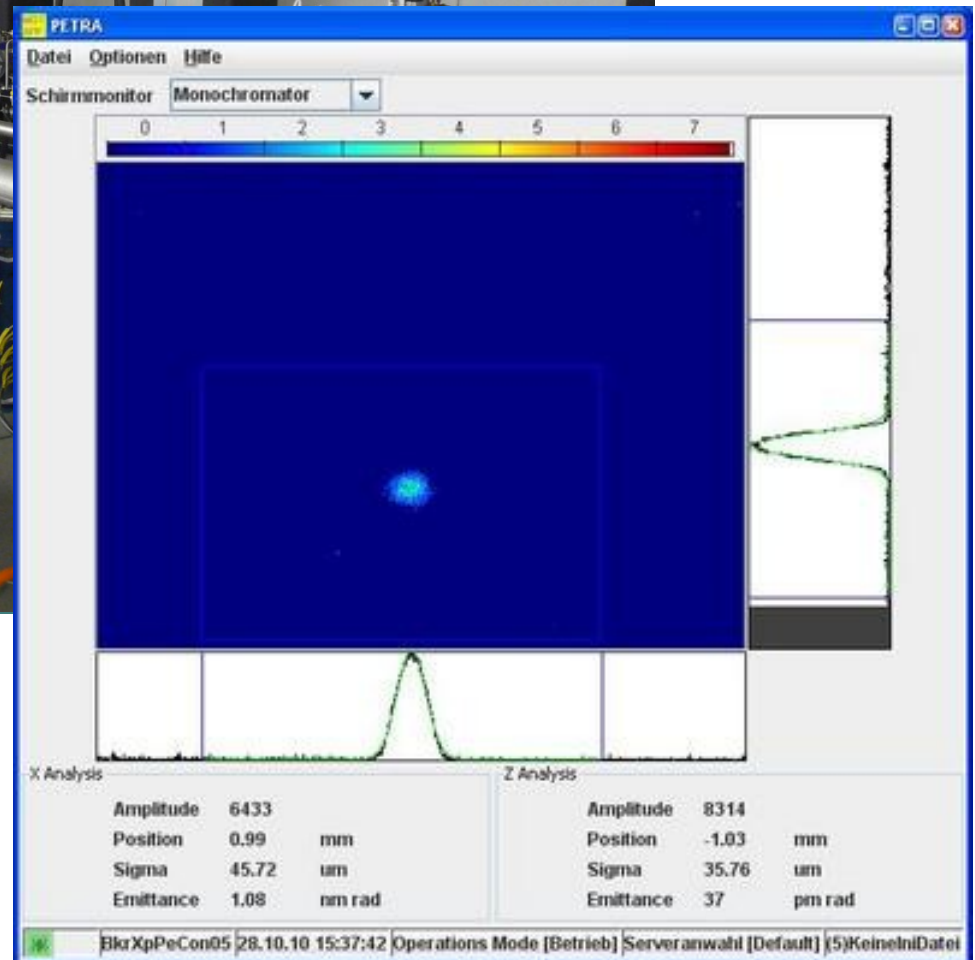 PETRA
Datei Optionen Hilfe
Schirmmonitor Monochromator
0 1 2 3 4 5 6 7
X Analysis
Amplitude 6433
Position 0.99 mm
Sigma 45.72 um
Emittance 1.08 nm rad
Z Analysis
Amplitude 8314
Position -1.03 mm
Sigma 35.76 um
Emittance 37 pm rad
BkrXpPeCon05 28.10.10 15:37:42 Operations Mode [Betrieb] Serveranwahl [Default] (5)KeineIniDatei